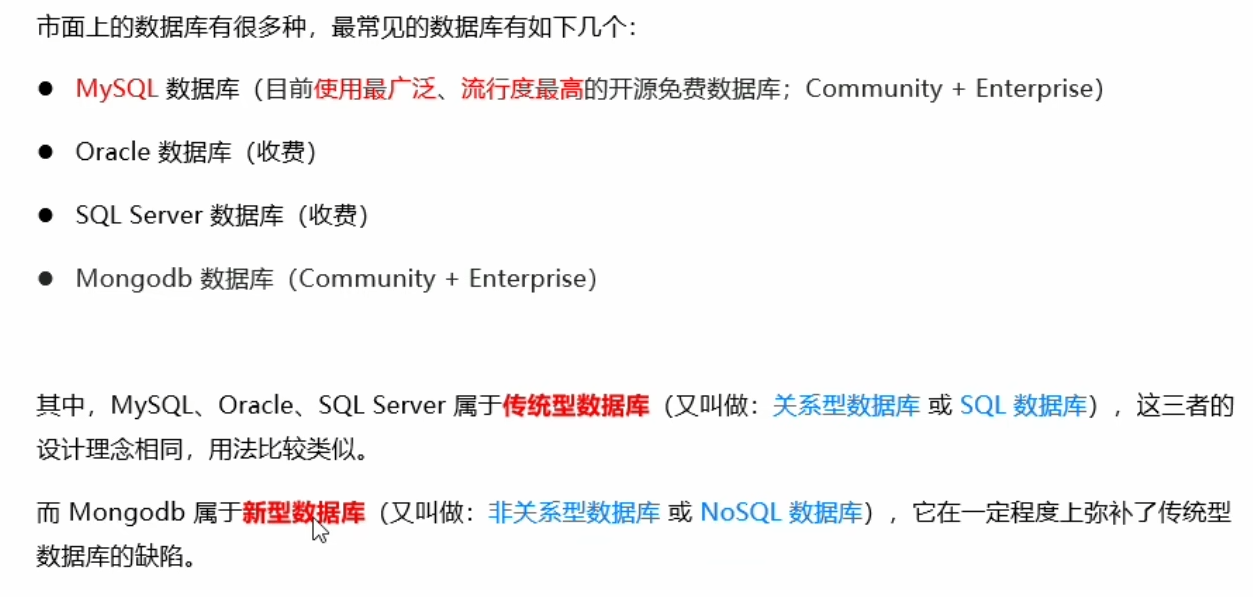 市面上的数据库有很多种，最常见的数据库有如下几个：
● MySQL 数据库（目前使用最广泛、流行度最高的开源免费数据库；Community + Enterprise）
● Oracle 数据库（收费）
● SQL Server 数据库（收费）
● Mongodb 数据库（Community + Enterprise）
其中，MySQL、Oracle、SQL Server 属于传统型数据库（又叫做：关系型数据库 或 SQL 数据库），这三者的
设计理念相同，用法比较类似。
而 Mongodb 属于新型数据库（又叫做：非关系型数据库 或 NoSQL 数据库），它在一定程度上弥补了传统型
数据库的缺陷。